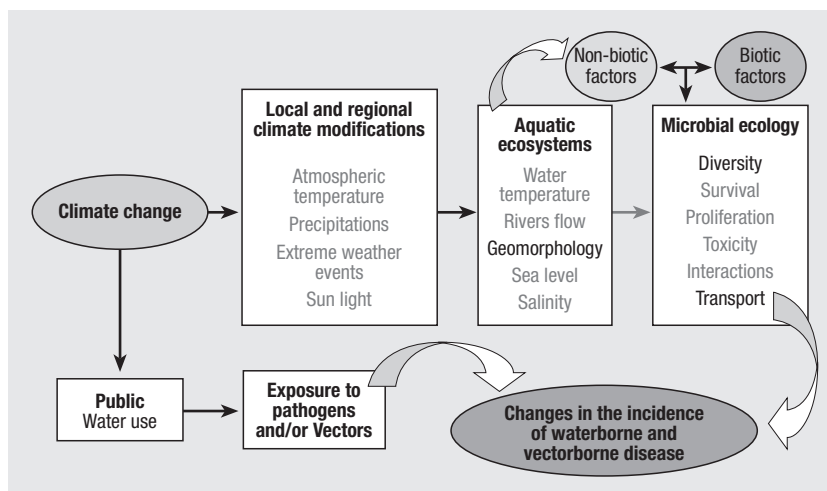 Non-biotic
factors
Biotic
factors
Local and regional
climate modifications
Atmospheric
temperature
Precipitations
Extreme weather
events
Sun light
Aquatic
ecosystems
Water
temperature
Rivers flow
Geomorphology
Sea level
Salinity
Microbial ecology
Diversity
Survival
Proliferation
Toxicity
Interactions
Transport
Climate change
Public
Water use
Exposure to
pathogens
and/or Vectors
Changes in the incidence
of waterborne and
vectorborne disease